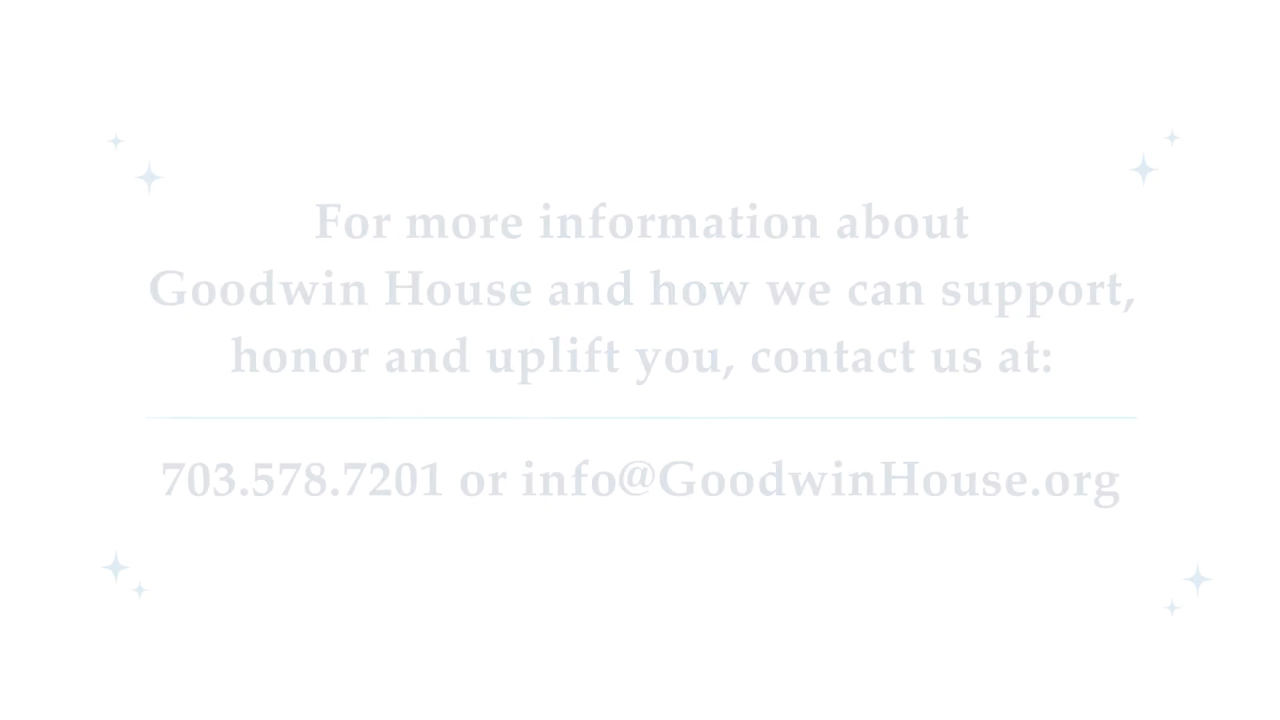 For more information about
Goodwin House and how we can support,
honor and uplift you, contact us at:
703.578.7201 or info@GoodwinHouse.org